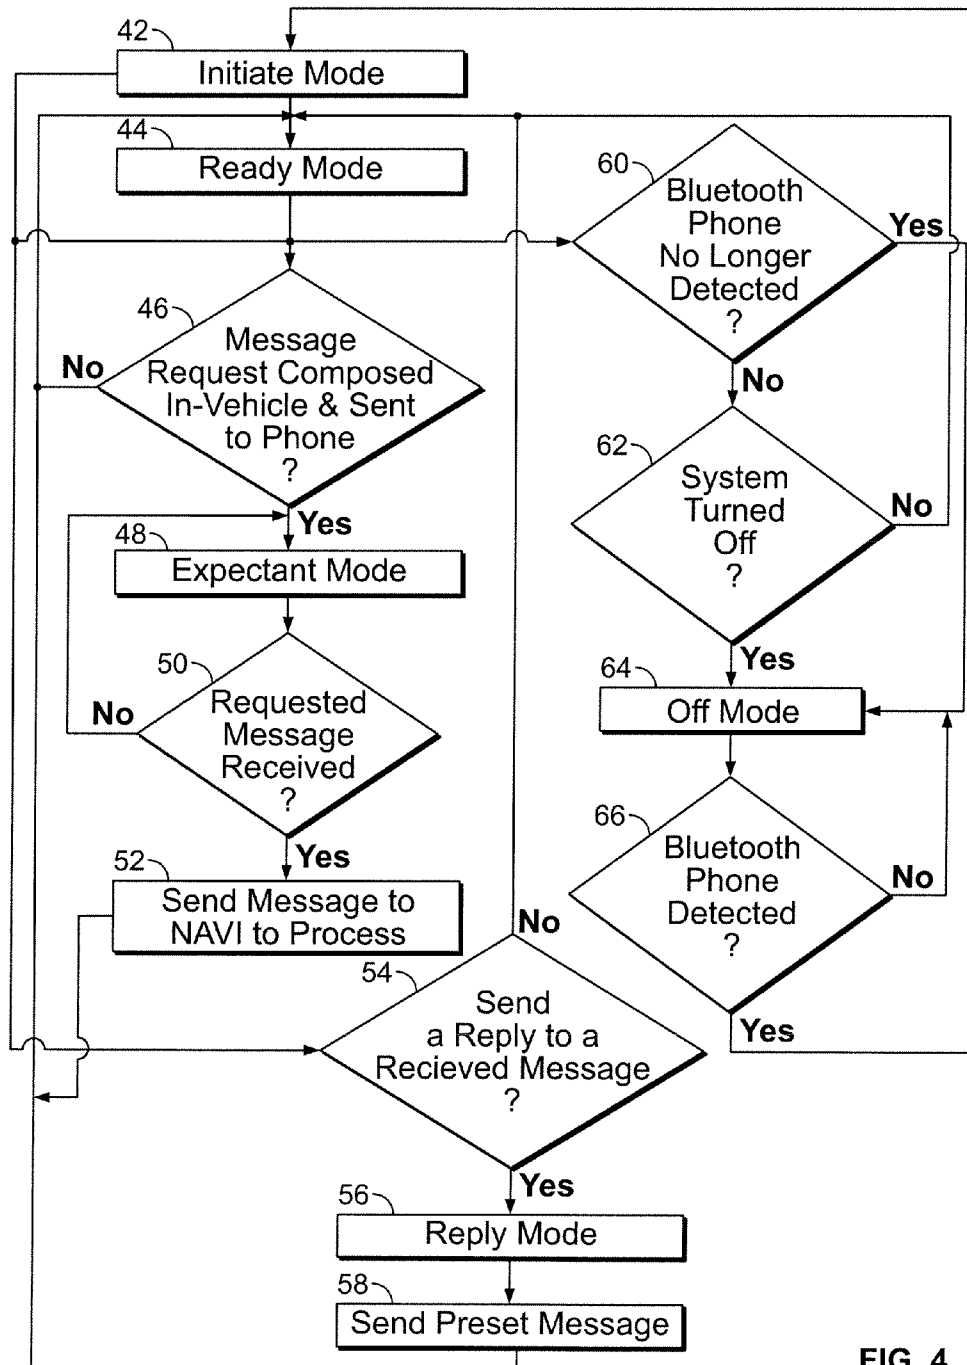 42
Initiate Mode
44
Ready Mode
60
Bluetooth
Phone
No Longer
Detected
?
Yes
No
46
Message
Request Composed
In-Vehicle & Sent
to Phone
?
No
Yes
62
System
Turned
Off
?
No
Yes
48
Expectant Mode
50
Requested
Message
Received
?
No
Yes
64
Off Mode
66
Bluetooth
Phone
Detected
?
No
Yes
52
Send Message to
NAVI to Process
54
Send
a Reply to a
Recieved Message
?
No
Yes
56
Reply Mode
58
Send Preset Message
FIG. 4